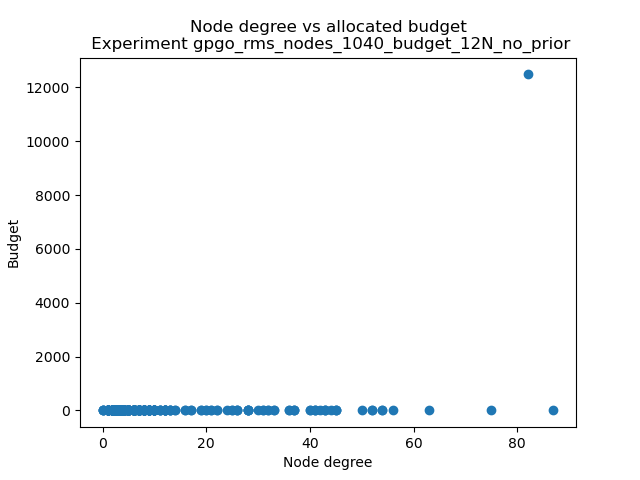 Node degree vs allocated budget
Experiment gpgo_rms_nodes_1040_budget_12N_no_prior
12000
10000
8000
6000
4000
2000
0
Budget
0 20 40 60 80
Node degree